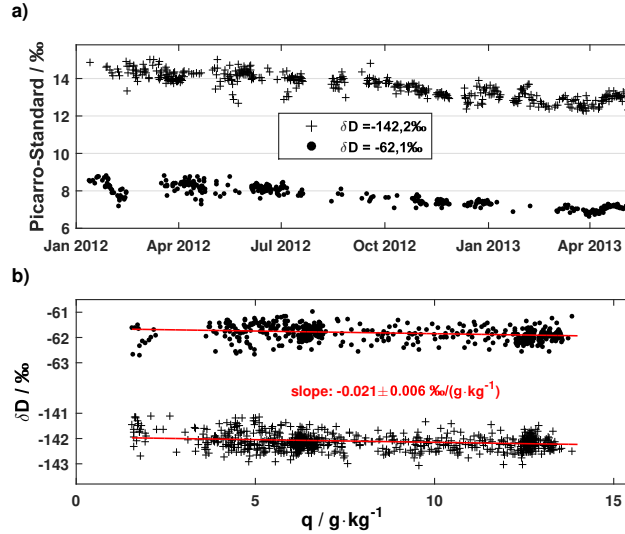 a)
Picarro-Standard / ‰
14
12
10
8
6
δD =-142,2‰
δD = -62,1‰
Jan 2012 Apr 2012 Jul 2012 Oct 2012 Jan 2013 Apr 2013
b)
δD / ‰
-61
-62
-63
slope: -0.021±0.006 ‰/(g·kg⁻¹)
-141
-142
-143
0 5 10 15
q / g·kg⁻¹